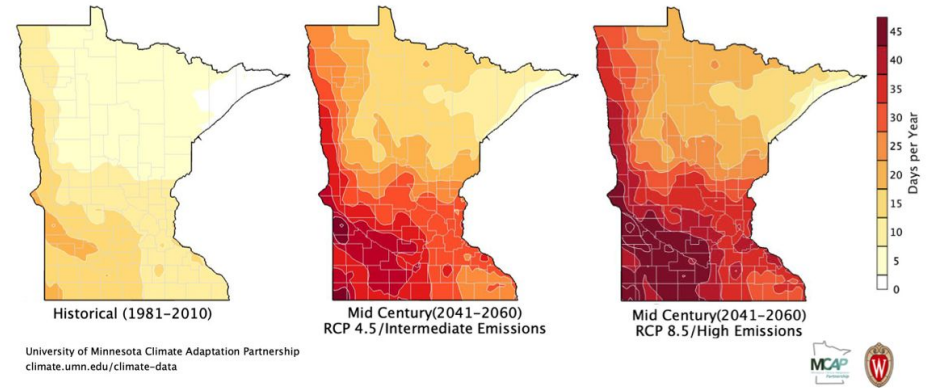 Historical (1981-2010)
Mid Century(2041-2060)
RCP 4.5/Intermediate Emissions
Mid Century(2041-2060)
RCP 8.5/High Emissions
45
40
35
30
25
20
15
10
5
0
Days per Year
University of Minnesota Climate Adaptation Partnership
climate.umn.edu/climate-data
MCAP
Partnership
W